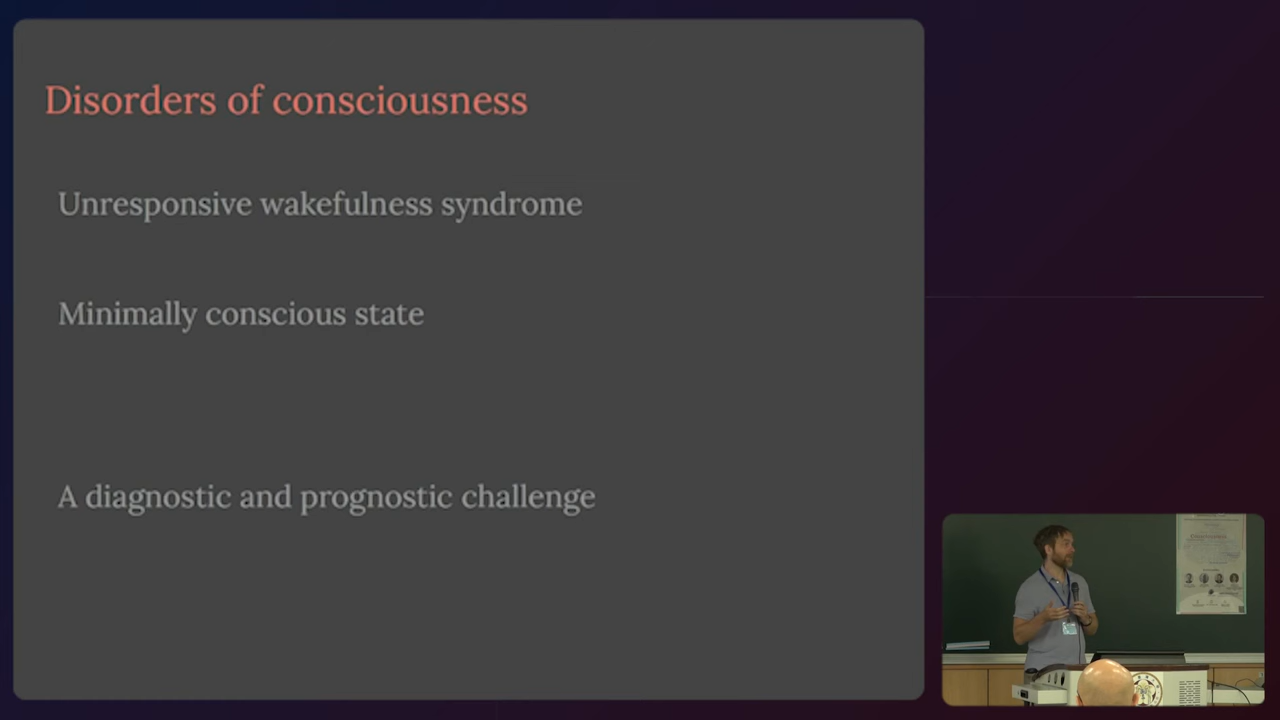 Disorders of consciousness
Unresponsive wakefulness syndrome
Minimally conscious state
A diagnostic and prognostic challenge